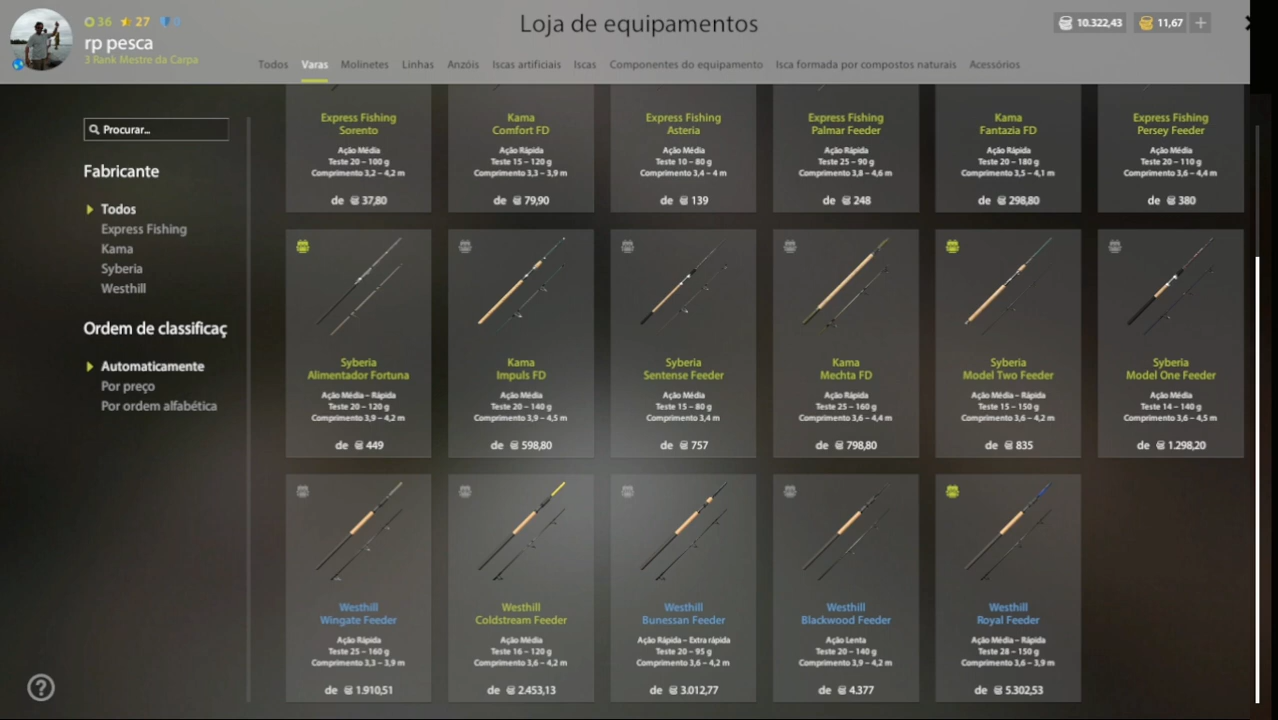 36 27 0
Loja de equipamentos
10.322,43 11,67 +
rp pesca
3 Rank Mestre da Carpa
Todos Varas Molinetes Linhas Anzóis Iscas artificiais Iscas Componentes do equipamento Isca formada por compostos naturais Acessórios
Procurar...
Fabricante
Todos
Express Fishing
Kama
Syberia
Westhill
Ordem de classificaç
Automaticamente
Por preço
Por ordem alfabética
Express Fishing
Sorento
Ação Média
Teste 20 – 100 g
Comprimento 3,2 – 4,2 m
de 37,80
Kama
Comfort FD
Ação Rápida
Teste 15 – 120 g
Comprimento 3,3 – 3,9 m
de 79,90
Express Fishing
Asteria
Ação Média
Teste 10 – 80 g
Comprimento 3,4 – 4 m
de 139
Express Fishing
Palmar Feeder
Ação Rápida
Teste 25 – 90 g
Comprimento 3,8 – 4,6 m
de 248
Kama
Fantazia FD
Ação Rápida
Teste 20 – 180 g
Comprimento 3,5 – 4,1 m
de 298,80
Express Fishing
Persey Feeder
Ação Média
Teste 20 – 110 g
Comprimento 3,6 – 4,4 m
de 380
Syberia
Alimentador Fortuna
Ação Média – Rápida
Teste 20 – 120 g
Comprimento 3,9 – 4,2 m
de 449
Kama
Impuls FD
Ação Média
Teste 20 – 140 g
Comprimento 3,9 – 4,5 m
de 598,80
Syberia
Sentense Feeder
Ação Média
Teste 15 – 80 g
Comprimento 3,4 m
de 757
Kama
Mechta FD
Ação Rápida
Teste 25 – 160 g
Comprimento 3,6 – 4,4 m
de 798,80
Syberia
Model Two Feeder
Ação Média – Rápida
Teste 15 – 150 g
Comprimento 3,6 – 4,2 m
de 835
Syberia
Model One Feeder
Ação Média
Teste 14 – 140 g
Comprimento 3,6 – 4,5 m
de 1.298,20
Westhill
Wingate Feeder
Ação Rápida
Teste 25 – 160 g
Comprimento 3,3 – 3,9 m
de 1.910,51
Westhill
Coldstream Feeder
Ação Média
Teste 16 – 120 g
Comprimento 3,6 – 4,2 m
de 2.453,13
Westhill
Bunessan Feeder
Ação Rápida – Extra rápida
Teste 20 – 95 g
Comprimento 3,6 – 4,2 m
de 3.012,77
Westhill
Blackwood Feeder
Ação Lenta
Teste 20 – 140 g
Comprimento 3,9 – 4,2 m
de 4.377
Westhill
Royal Feeder
Ação Média – Rápida
Teste 28 – 150 g
Comprimento 3,6 – 3,9 m
de 5.302,53
?